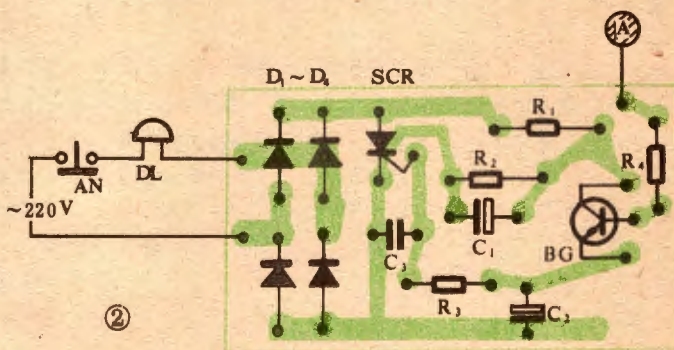 A
D₁~D₄ SCR
R₁
R₂
R₄
AN
DL
~220V
C₃
C₁
BG
R₃
C₂
②